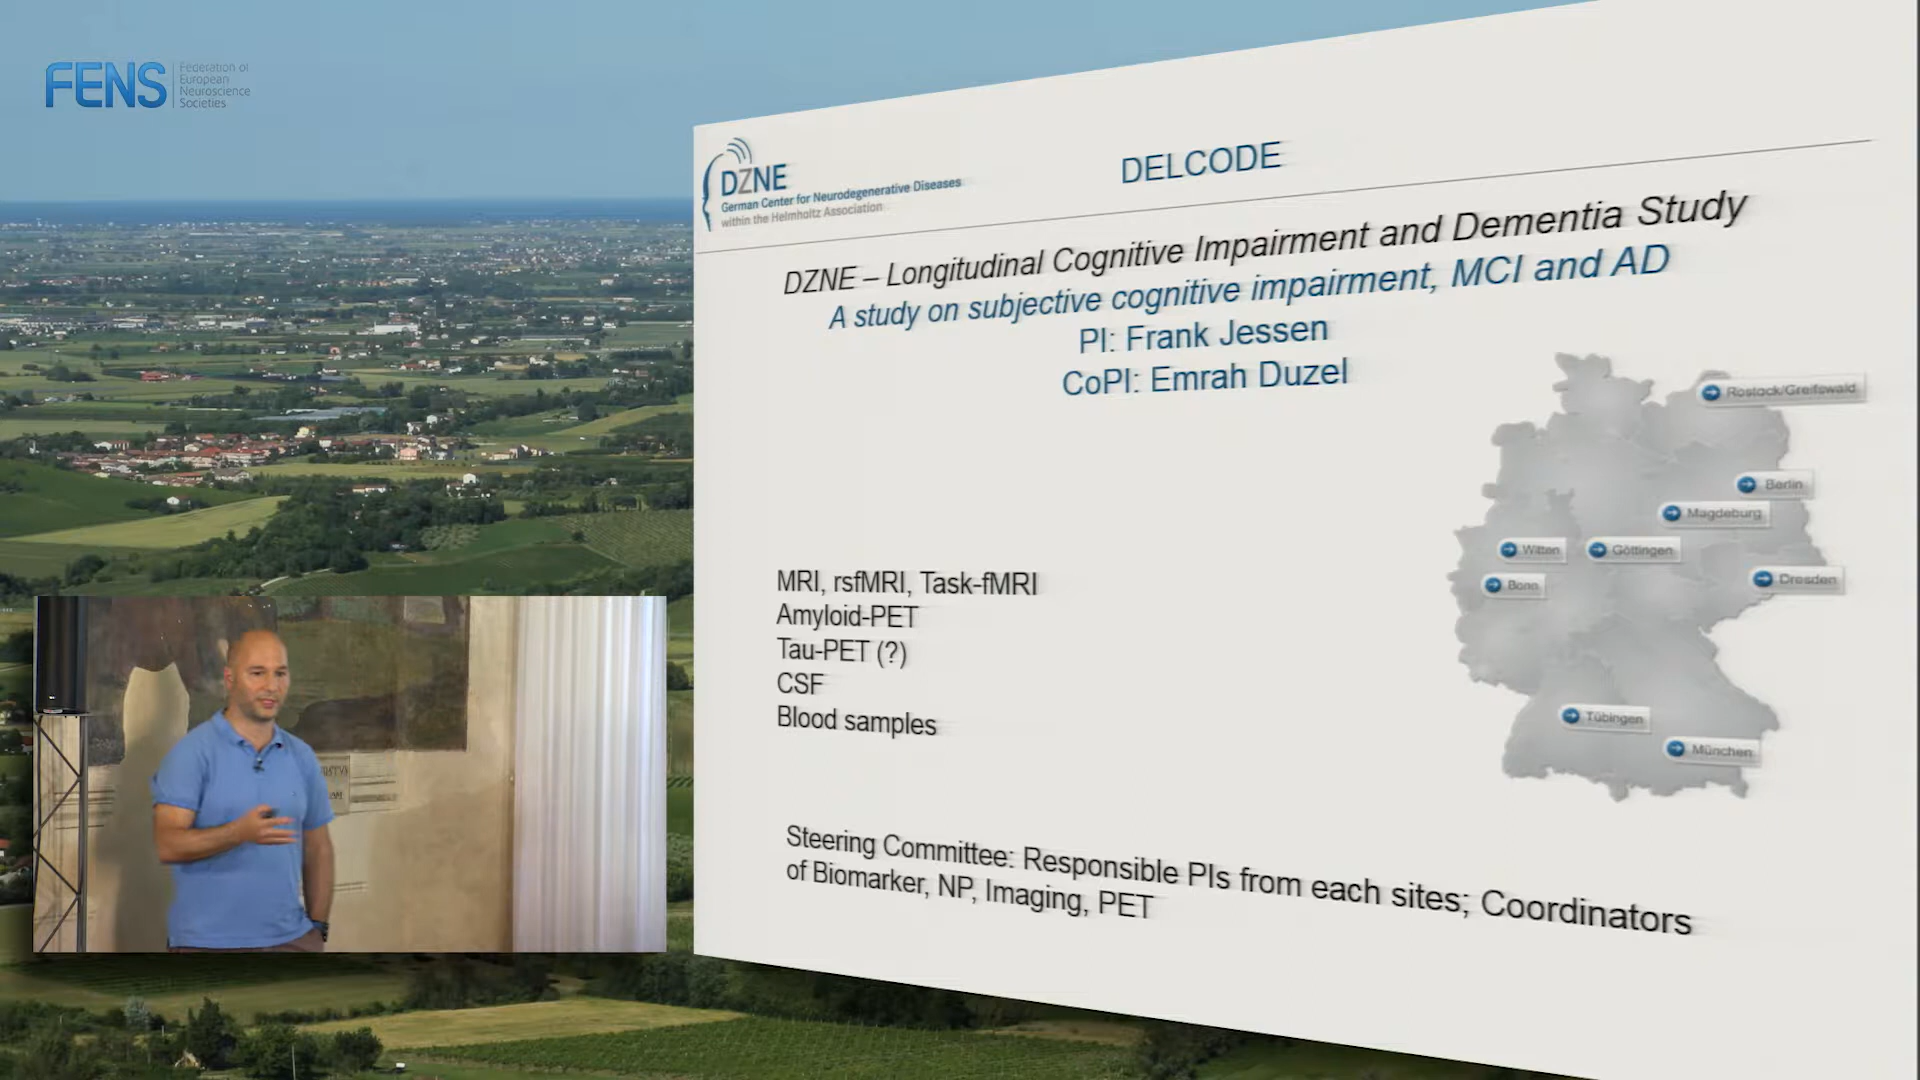 FENS
Federation of
European
Neuroscience
Societies
DZNE
German Center for Neurodegenerative Diseases
within the Helmholtz Association
DELCODE
DZNE – Longitudinal Cognitive Impairment and Dementia Study
A study on subjective cognitive impairment, MCI and AD
PI: Frank Jessen
CoPI: Emrah Duzel
Rostock/Greifswald
Berlin
Magdeburg
Witten
Göttingen
Dresden
Bonn
Tübingen
München
MRI, rsfMRI, Task-fMRI
Amyloid-PET
Tau-PET (?)
CSF
Blood samples
Steering Committee: Responsible PIs from each sites; Coordinators
of Biomarker, NP, Imaging, PET